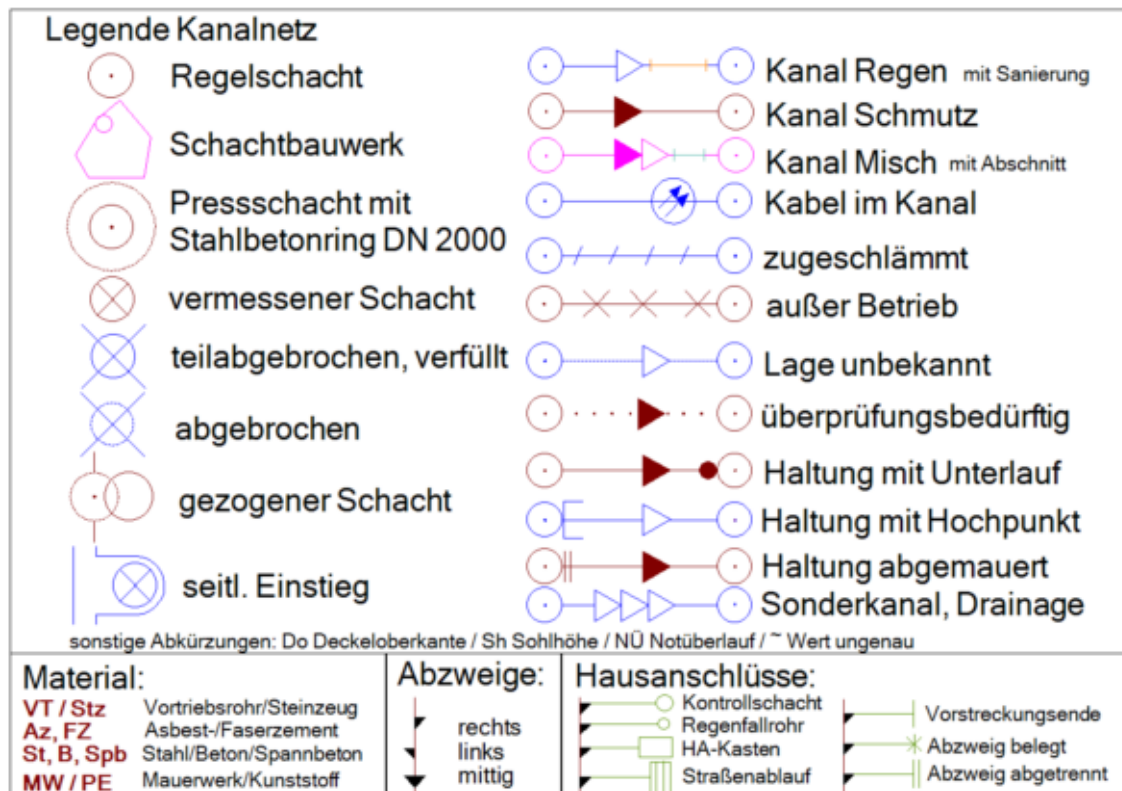 Legende Kanalnetz
Regelschacht
Schachtbauwerk
Pressschacht mit
Stahlbetonring DN 2000
vermessener Schacht
teilabgebrochen, verfüllt
abgebrochen
gezogener Schacht
seitl. Einstieg
Kanal Regen mit Sanierung
Kanal Schmutz
Kanal Misch mit Abschnitt
Kabel im Kanal
zugeschlämmt
außer Betrieb
Lage unbekannt
überprüfungsbedürftig
Haltung mit Unterlauf
Haltung mit Hochpunkt
Haltung abgemauert
Sonderkanal, Drainage
sonstige Abkürzungen: Do Deckeloberkante / Sh Sohlhöhe / NÜ Notüberlauf / ~ Wert ungenau
Material:
VT / Stz Vortriebsrohr/Steinzeug
Az, FZ Asbest-/Faserzement
St, B, Spb Stahl/Beton/Spannbeton
MW / PE Mauerwerk/Kunststoff
Abzweige:
rechts
links
mittig
Hausanschlüsse:
Kontrollschacht
Regenfallrohr
HA-Kasten
Straßenablauf
Vorstreckungsende
Abzweig belegt
Abzweig abgetrennt